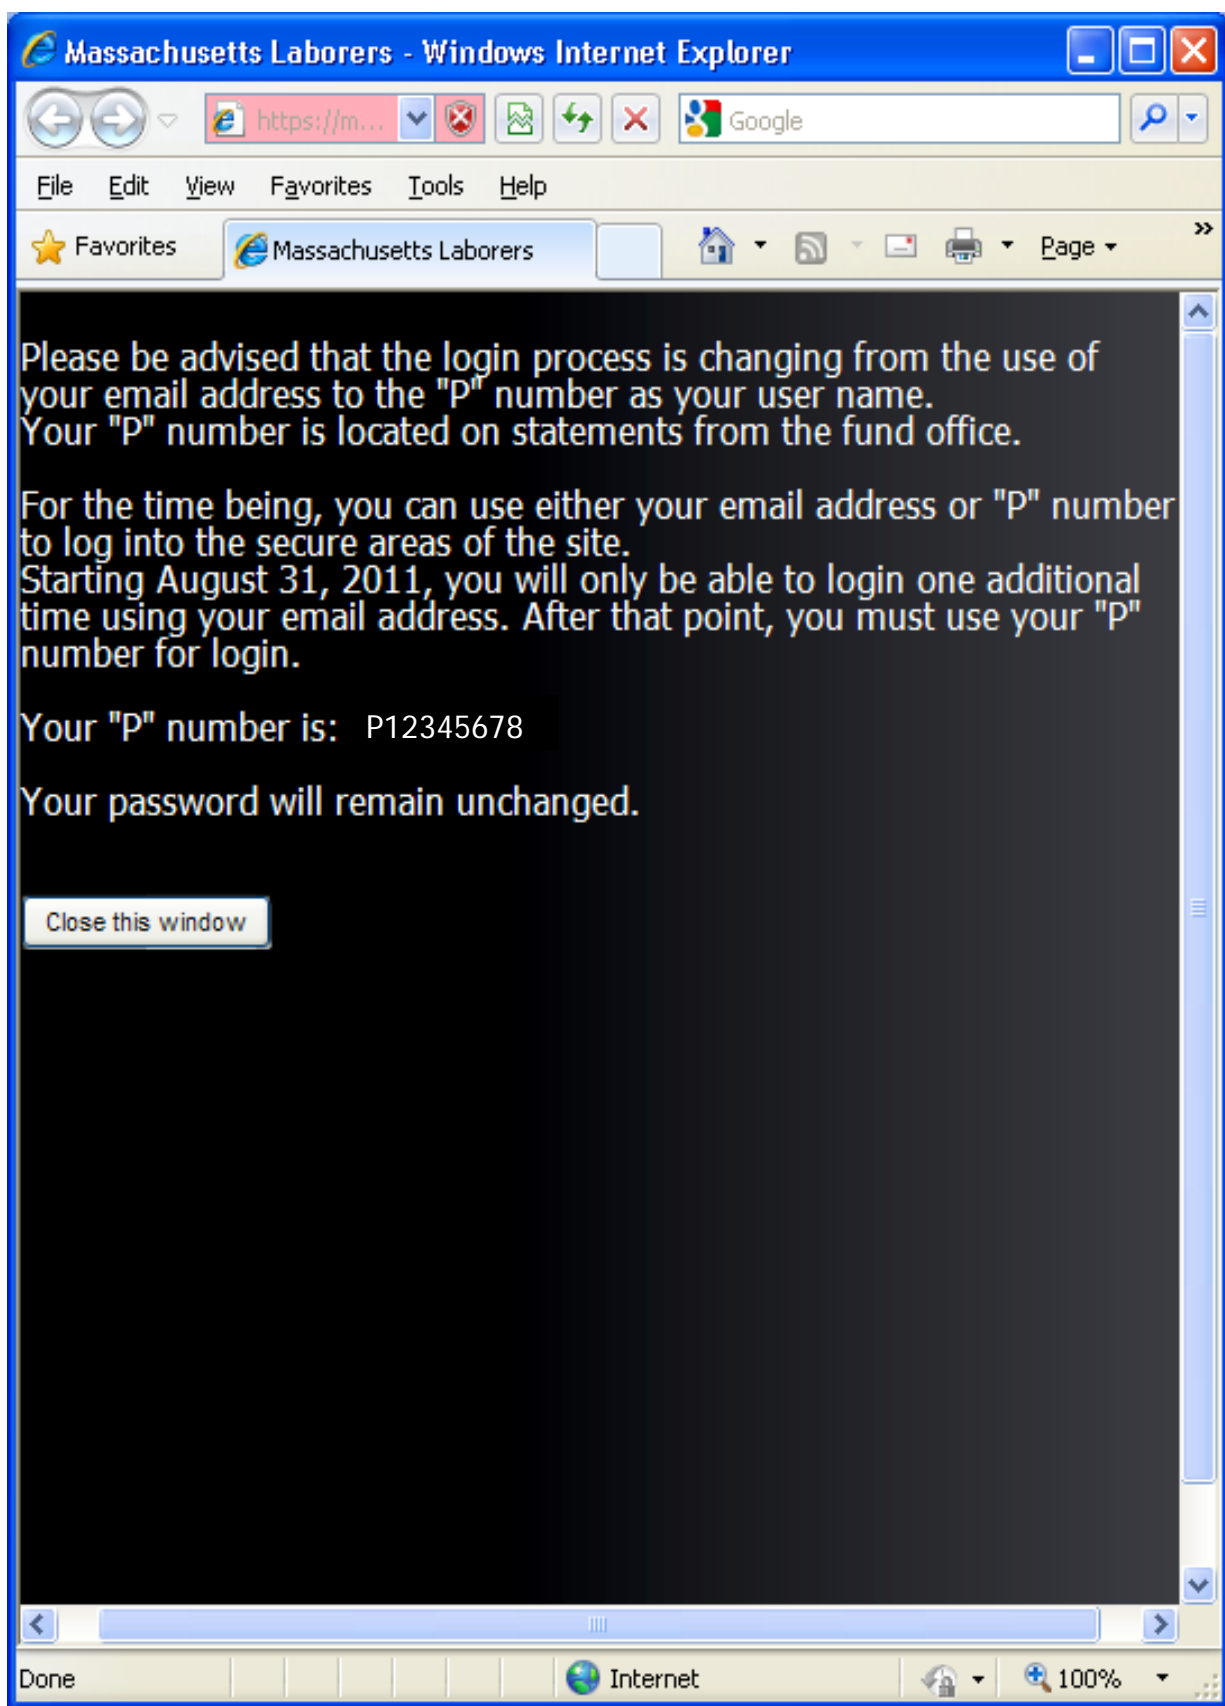 Massachusetts Laborers - Windows Internet Explorer
https://m...
Google
File Edit View Favorites Tools Help
Favorites Massachusetts Laborers Page »
Please be advised that the login process is changing from the use of
your email address to the "P" number as your user name.
Your "P" number is located on statements from the fund office.
For the time being, you can use either your email address or "P" number
to log into the secure areas of the site.
Starting August 31, 2011, you will only be able to login one additional
time using your email address. After that point, you must use your "P"
number for login.
Your "P" number is: P12345678
Your password will remain unchanged.
Close this window
Done Internet 100%